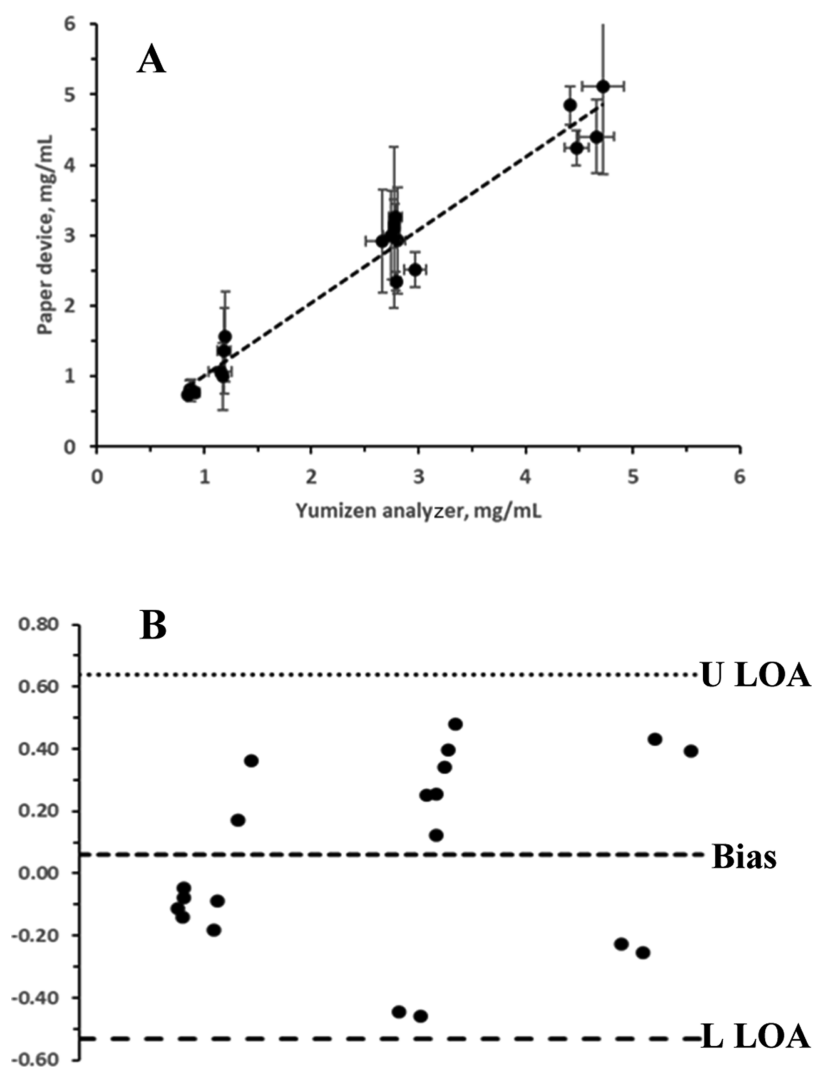 A
6
5
4
3
2
1
0
Paper device, mg/mL
0 1 2 3 4 5 6
Yumizen analyzer, mg/mL
B
0.80
U LOA
0.60
0.40
0.20
Bias
0.00
-0.20
-0.40
L LOA
-0.60